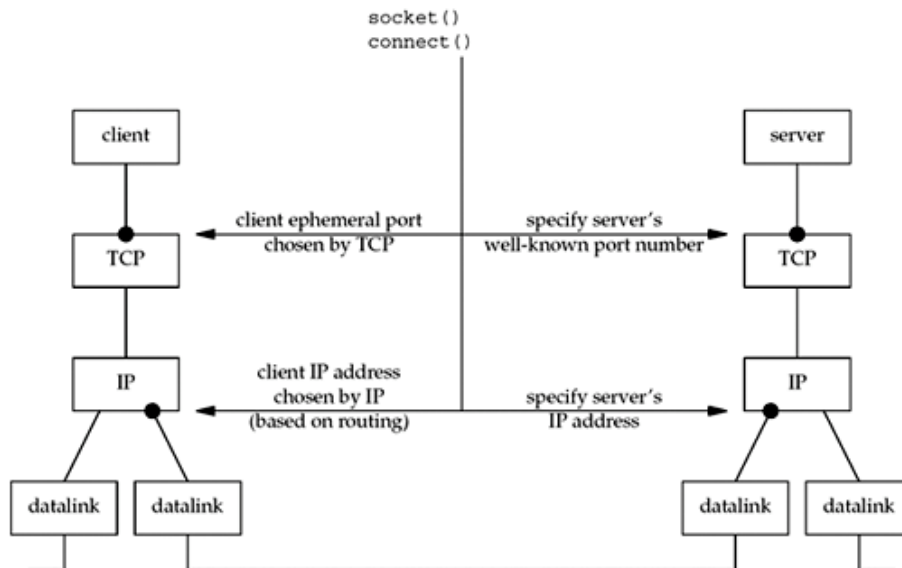 socket()
connect()
client
server
client ephemeral port
chosen by TCP
specify server's
well-known port number
TCP
TCP
client IP address
chosen by IP
(based on routing)
specify server's
IP address
IP
IP
datalink
datalink
datalink
datalink